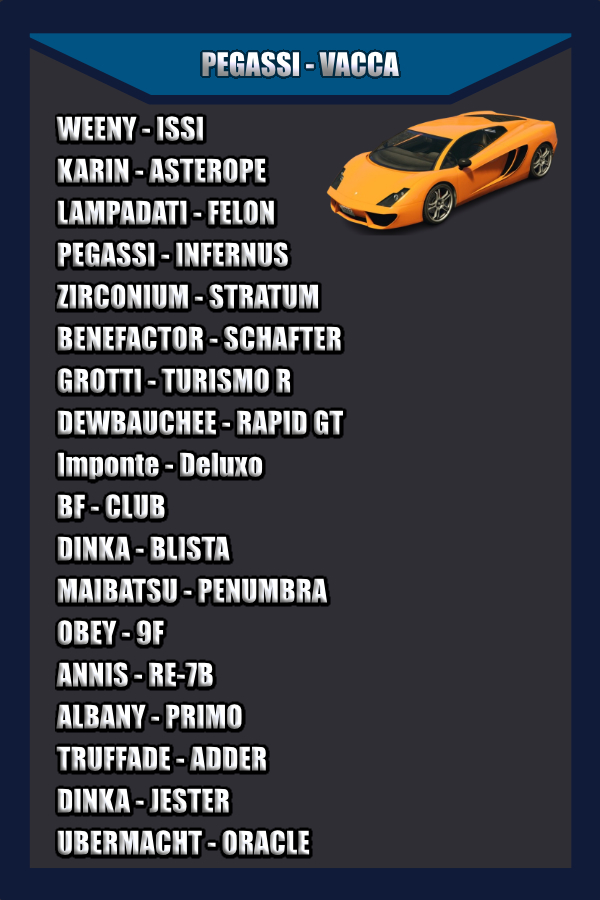 PEGASSI - VACCA
WEENY - ISSI
KARIN - ASTEROPE
LAMPADATI - FELON
PEGASSI - INFERNUS
ZIRCONIUM - STRATUM
BENEFACTOR - SCHAFTER
GROTTI - TURISMO R
DEWBAUCHEE - RAPID GT
Imponte - Deluxo
BF - CLUB
DINKA - BLISTA
MAIBATSU - PENUMBRA
OBEY - 9F
ANNIS - RE-7B
ALBANY - PRIMO
TRUFFADE - ADDER
DINKA - JESTER
UBERMACHT - ORACLE